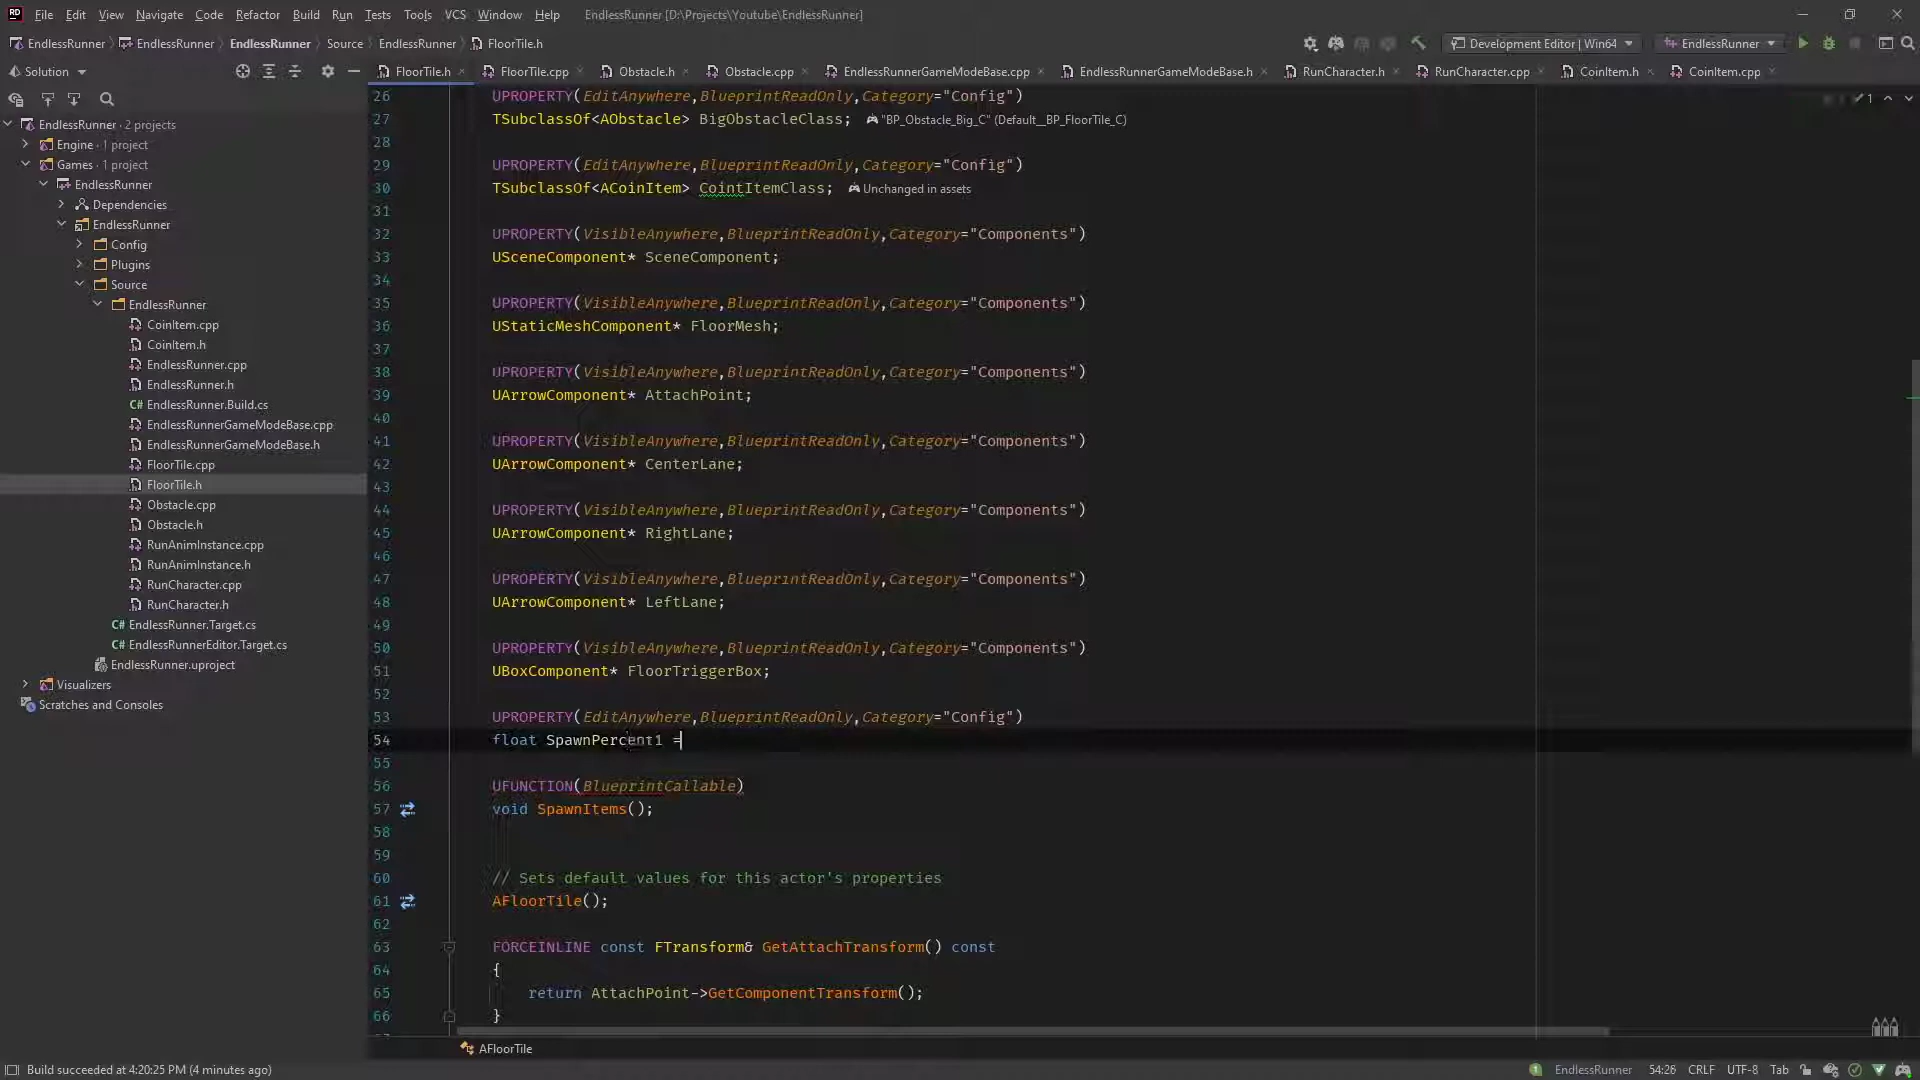 File Edit View Navigate Code Refactor Build Run Tests Tools VCS Window Help EndlessRunner [D:\Projects\Youtube\EndlessRunner]
EndlessRunner EndlessRunner EndlessRunner Source EndlessRunner FloorTile.h Development Editor | Win64 EndlessRunner
Solution FloorTile.h FloorTile.cpp Obstacle.h Obstacle.cpp EndlessRunnerGameModeBase.cpp EndlessRunnerGameModeBase.h RunCharacter.h RunCharacter.cpp CoinItem.h CoinItem.cpp
EndlessRunner · 2 projects
Engine · 1 project
Games · 1 project
EndlessRunner
Dependencies
EndlessRunner
Config
Plugins
Source
EndlessRunner
CoinItem.cpp
CoinItem.h
EndlessRunner.cpp
EndlessRunner.h
C# EndlessRunner.Build.cs
EndlessRunnerGameModeBase.cpp
EndlessRunnerGameModeBase.h
FloorTile.cpp
FloorTile.h
Obstacle.cpp
Obstacle.h
RunAnimInstance.cpp
RunAnimInstance.h
RunCharacter.cpp
RunCharacter.h
C# EndlessRunner.Target.cs
C# EndlessRunnerEditor.Target.cs
EndlessRunner.uproject
Visualizers
Scratches and Consoles
1
26 UPROPERTY(EditAnywhere,BlueprintReadOnly,Category="Config")
27 TSubclassOf<AObstacle> BigObstacleClass; "BP_Obstacle_Big_C" (Default__BP_FloorTile_C)
28
29 UPROPERTY(EditAnywhere,BlueprintReadOnly,Category="Config")
30 TSubclassOf<ACoinItem> CointItemClass; Unchanged in assets
31
32 UPROPERTY(VisibleAnywhere,BlueprintReadOnly,Category="Components")
33 USceneComponent* SceneComponent;
34
35 UPROPERTY(VisibleAnywhere,BlueprintReadOnly,Category="Components")
36 UStaticMeshComponent* FloorMesh;
37
38 UPROPERTY(VisibleAnywhere,BlueprintReadOnly,Category="Components")
39 UArrowComponent* AttachPoint;
40
41 UPROPERTY(VisibleAnywhere,BlueprintReadOnly,Category="Components")
42 UArrowComponent* CenterLane;
43
44 UPROPERTY(VisibleAnywhere,BlueprintReadOnly,Category="Components")
45 UArrowComponent* RightLane;
46
47 UPROPERTY(VisibleAnywhere,BlueprintReadOnly,Category="Components")
48 UArrowComponent* LeftLane;
49
50 UPROPERTY(VisibleAnywhere,BlueprintReadOnly,Category="Components")
51 UBoxComponent* FloorTriggerBox;
52
53 UPROPERTY(EditAnywhere,BlueprintReadOnly,Category="Config")
54 float SpawnPercent1 =
55
56 UFUNCTION(BlueprintCallable)
57 void SpawnItems();
58
59
60 // Sets default values for this actor's properties
61 AFloorTile();
62
63 FORCEINLINE const FTransform& GetAttachTransform() const
64 {
65 return AttachPoint->GetComponentTransform();
66 }
AFloorTile
Build succeeded at 4:20:25 PM (4 minutes ago) EndlessRunner 54:26 CRLF UTF-8 Tab